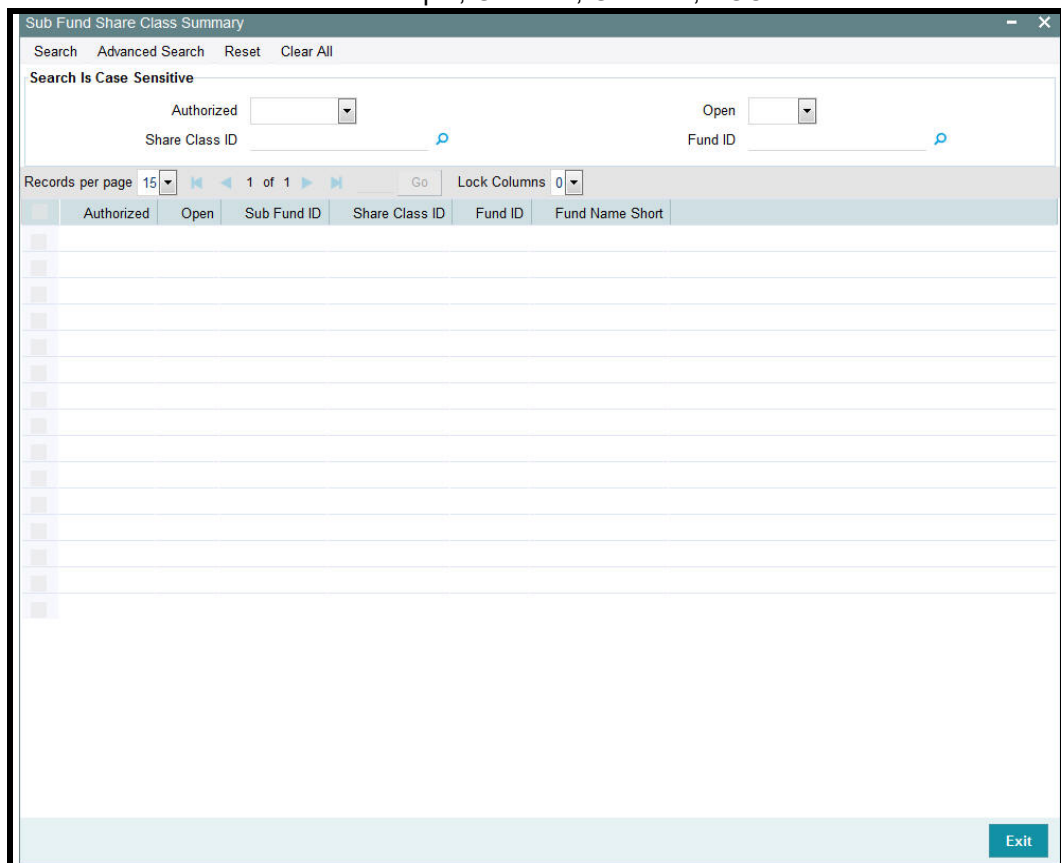 Sub Fund Share Class Summary
Search Advanced Search Reset Clear All
Search Is Case Sensitive
Authorized Open
Share Class ID Fund ID
Records per page 15 1 of 1 Go Lock Columns 0
Authorized Open Sub Fund ID Share Class ID Fund ID Fund Name Short
Exit